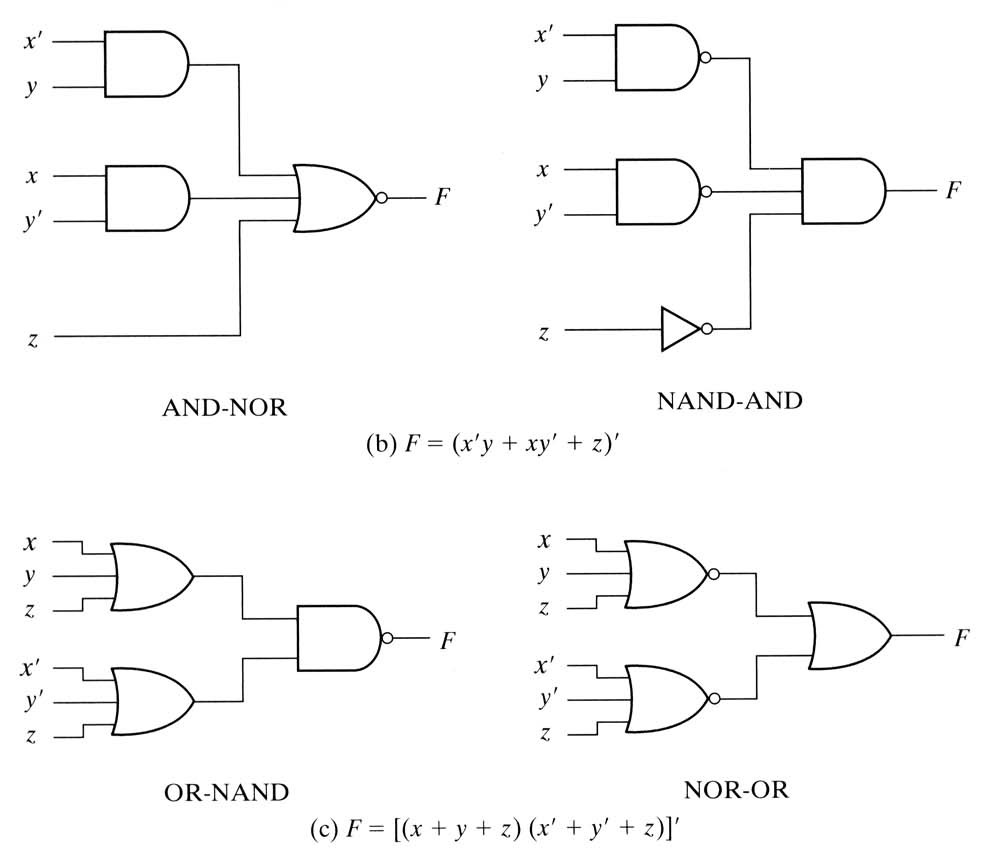 x′
y
x
y′
z
F
AND-NOR
x′
y
x
y′
z
F
NAND-AND
(b) F = (x′y + xy′ + z)′
x
y
z
x′
y′
z
F
OR-NAND
x
y
z
x′
y′
z
F
NOR-OR
(c) F = [(x + y + z) (x′ + y′ + z)]′